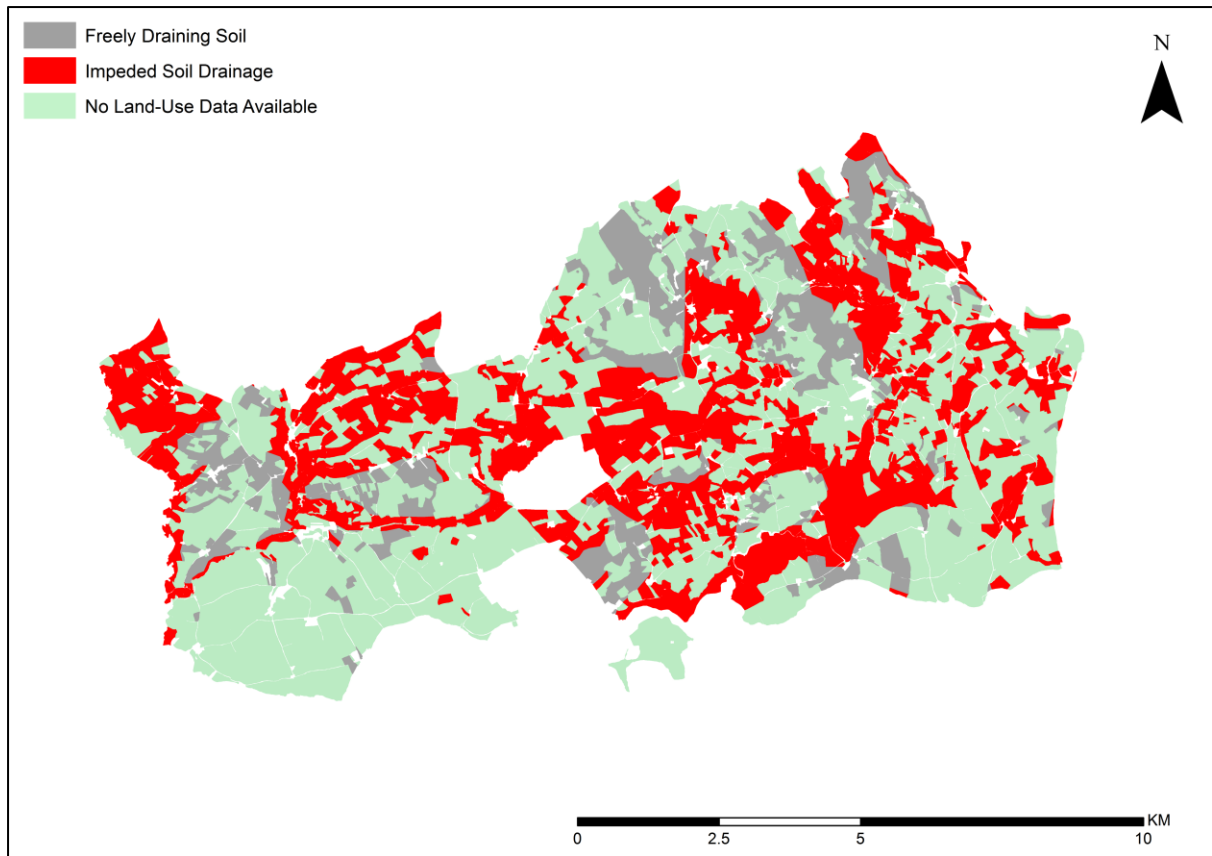 Freely Draining Soil
Impeded Soil Drainage
No Land-Use Data Available
N
KM
0 2.5 5 10